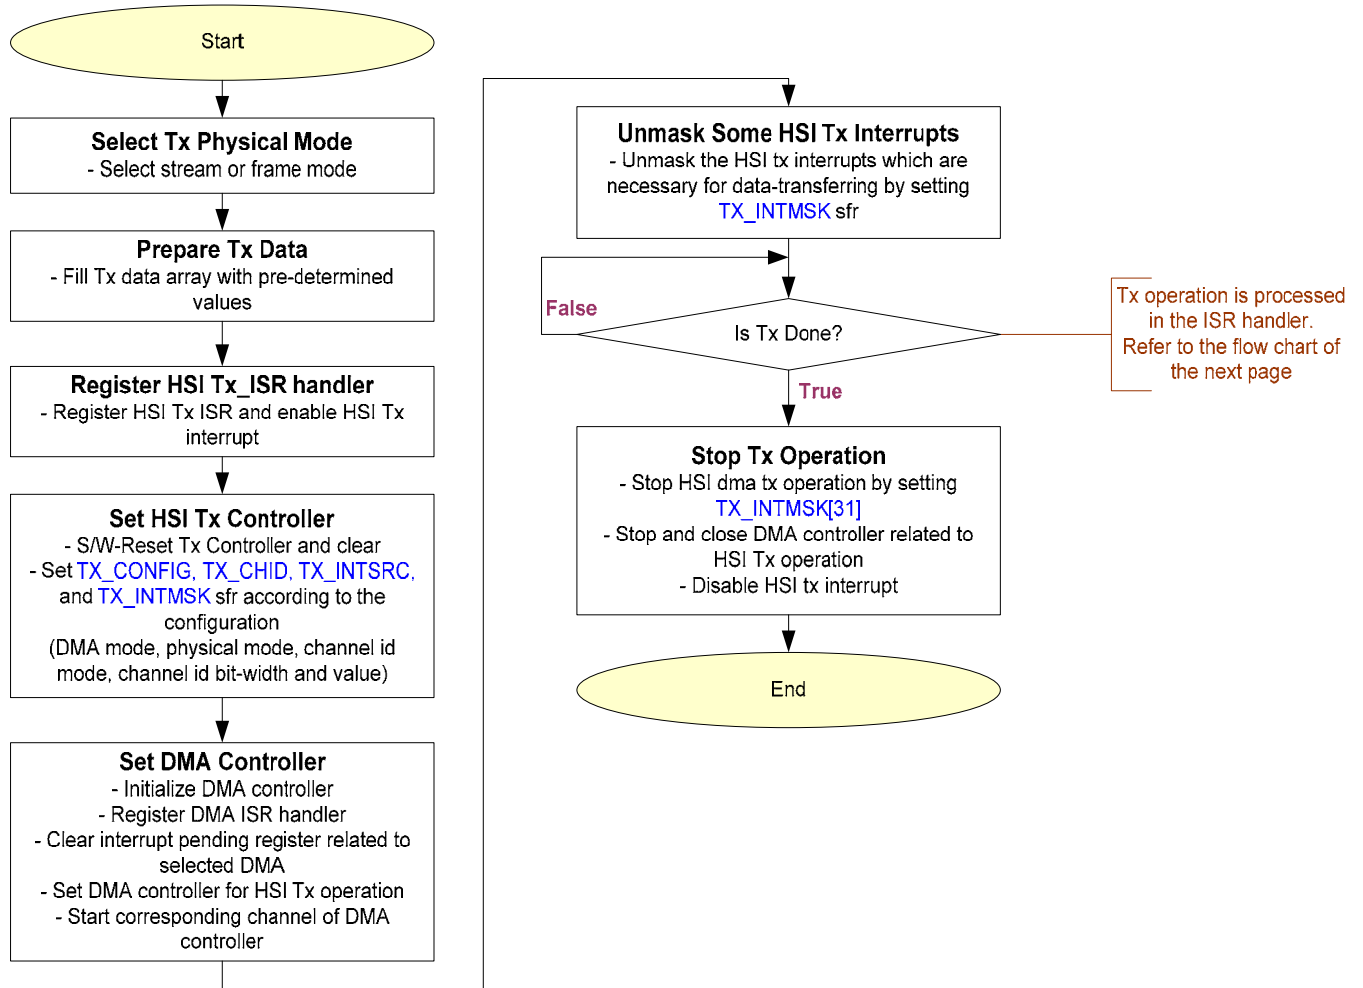 Start
Select Tx Physical Mode
- Select stream or frame mode
Prepare Tx Data
- Fill Tx data array with pre-determined
values
Register HSI Tx_ISR handler
- Register HSI Tx ISR and enable HSI Tx
interrupt
Set HSI Tx Controller
- S/W-Reset Tx Controller and clear
- Set TX_CONFIG, TX_CHID, TX_INTSRC,
and TX_INTMSK sfr according to the
configuration
(DMA mode, physical mode, channel id
mode, channel id bit-width and value)
Set DMA Controller
- Initialize DMA controller
- Register DMA ISR handler
- Clear interrupt pending register related to
selected DMA
- Set DMA controller for HSI Tx operation
- Start corresponding channel of DMA
controller
Unmask Some HSI Tx Interrupts
- Unmask the HSI tx interrupts which are
necessary for data-transferring by setting
TX_INTMSK sfr
False
Is Tx Done?
True
Tx operation is processed
in the ISR handler.
Refer to the flow chart of
the next page
Stop Tx Operation
- Stop HSI dma tx operation by setting
TX_INTMSK[31]
- Stop and close DMA controller related to
HSI Tx operation
- Disable HSI tx interrupt
End